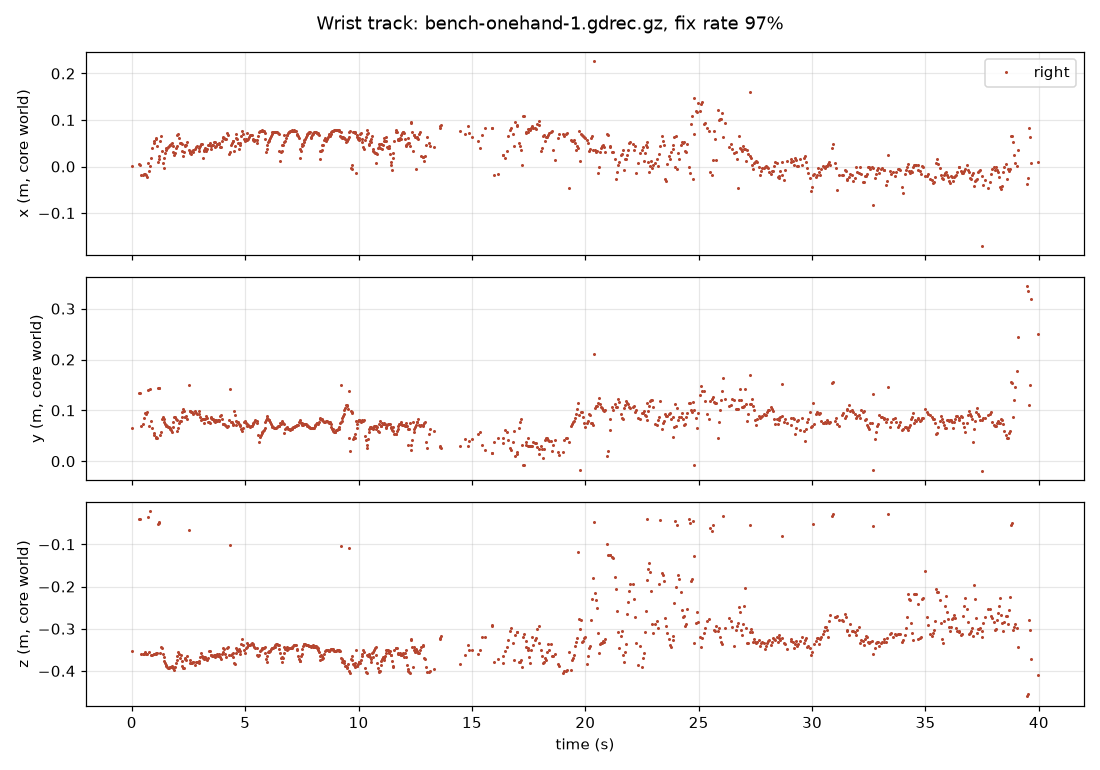 Wrist track: bench-onehand-1.gdrec.gz, fix rate 97%
right
x (m, core world)
0.2
0.1
0.0
−0.1
y (m, core world)
0.3
0.2
0.1
0.0
z (m, core world)
−0.1
−0.2
−0.3
−0.4
0 5 10 15 20 25 30 35 40
time (s)